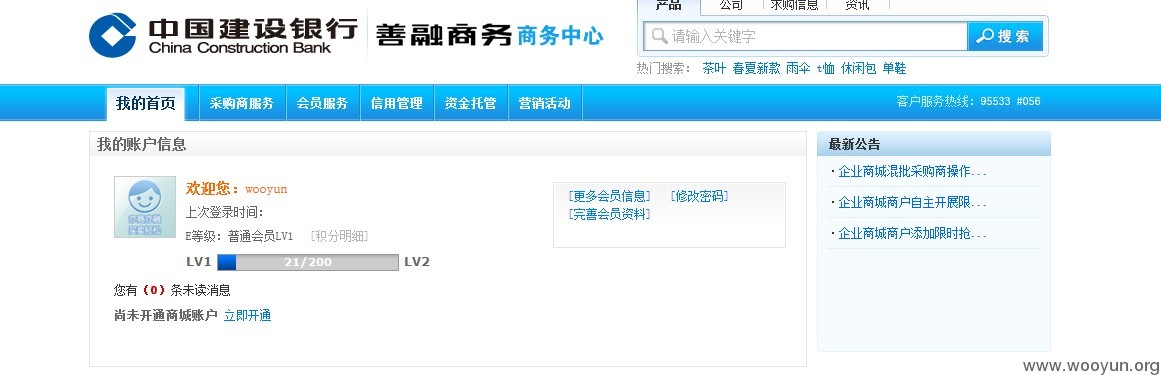 中国建设银行
China Construction Bank
善融商务 商务中心
产品 公司 求购信息 资讯
请输入关键字 搜索
热门搜索： 茶叶 春夏新款 雨伞 t恤 休闲包 单鞋
我的首页 采购商服务 会员服务 信用管理 资金托管 营销活动 客户服务热线：95533 #056
我的账户信息
欢迎您：wooyun
上次登录时间：
E等级：普通会员LV1 [积分明细]
LV1 21/200 LV2
您有（0）条未读消息
尚未开通商城账户 立即开通
[更多会员信息] [修改密码]
[完善会员资料]
最新公告
·企业商城混批采购商操作...
·企业商城商户自主开展限...
·企业商城商户添加限时抢...
www.wooyun.org